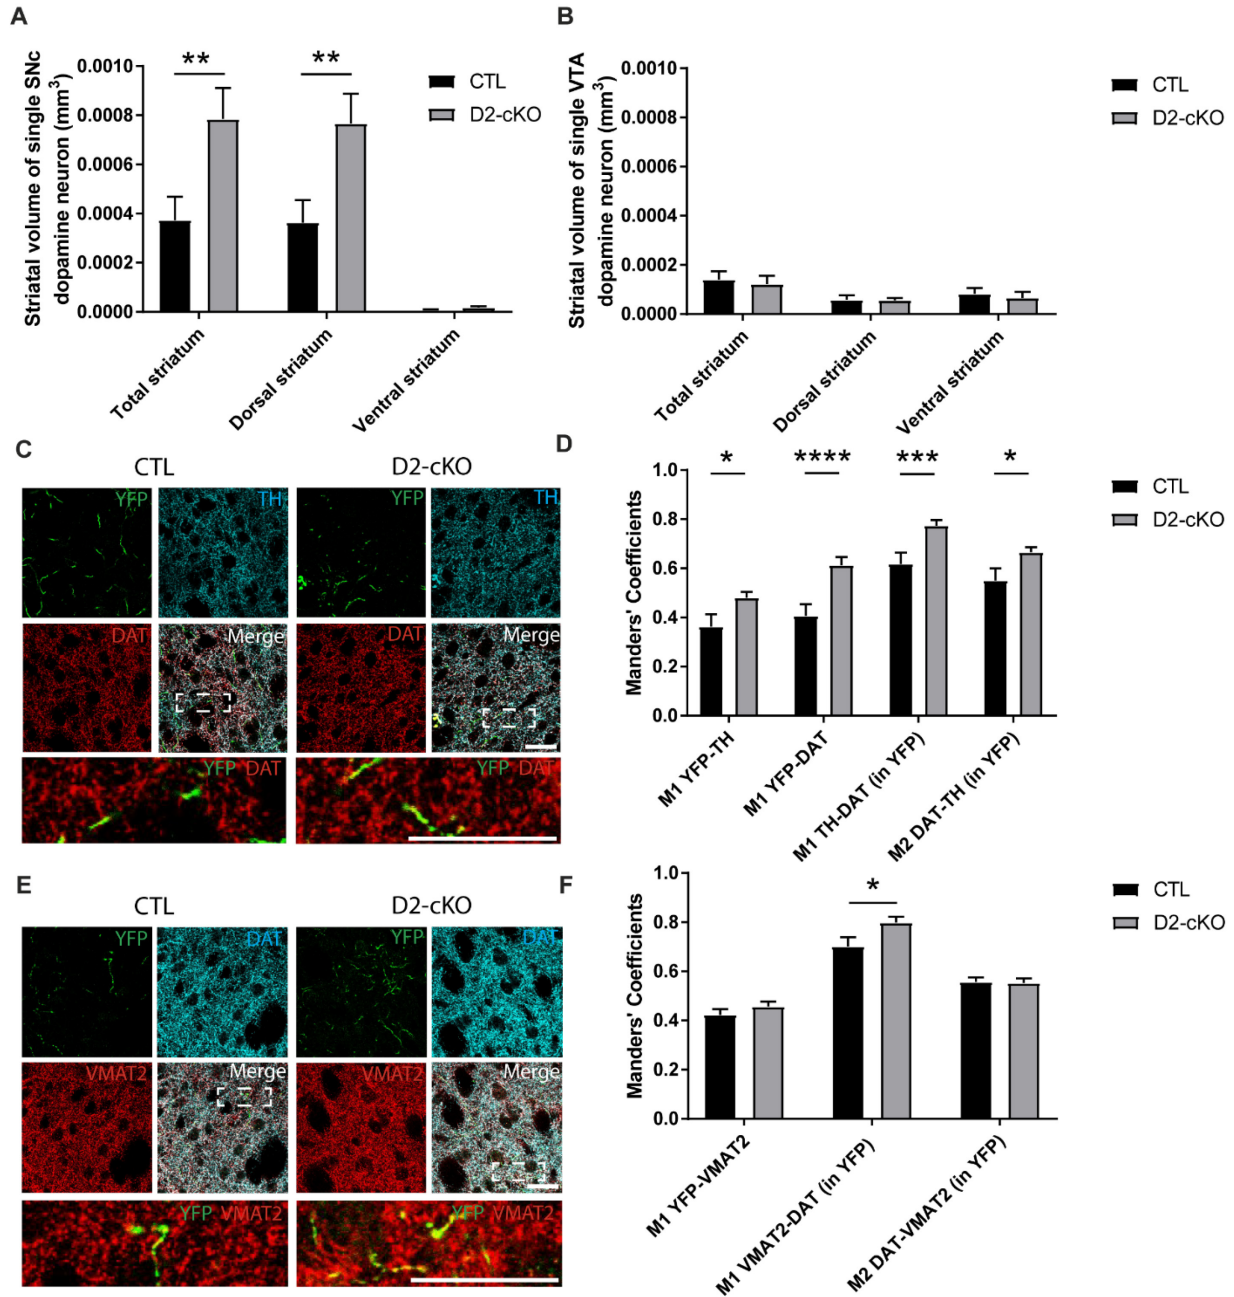 A
Striatal volume of single SNc
dopamine neuron (mm³)
0.0010
0.0008
0.0006
0.0004
0.0002
0.0000
**
**
CTL
D2-cKO
Total striatum
Dorsal striatum
Ventral striatum
B
Striatal volume of single VTA
dopamine neuron (mm³)
0.0010
0.0008
0.0006
0.0004
0.0002
0.0000
CTL
D2-cKO
Total striatum
Dorsal striatum
Ventral striatum
C
CTL
D2-cKO
YFP
TH
YFP
TH
DAT
Merge
DAT
Merge
YFP DAT
YFP DAT
D
Manders' Coefficients
1.0
0.8
0.6
0.4
0.2
0.0
*
****
***
*
CTL
D2-cKO
M1 YFP-TH
M1 YFP-DAT
M1 TH-DAT (in YFP)
M2 DAT-TH (in YFP)
E
CTL
D2-cKO
YFP
DAT
YFP
DAT
VMAT2
Merge
VMAT2
Merge
YFP VMAT2
YFP VMAT2
F
Manders' Coefficients
1.0
0.8
0.6
0.4
0.2
0.0
*
CTL
D2-cKO
M1 YFP-VMAT2
M1 VMAT2-DAT (in YFP)
M2 DAT-VMAT2 (in YFP)